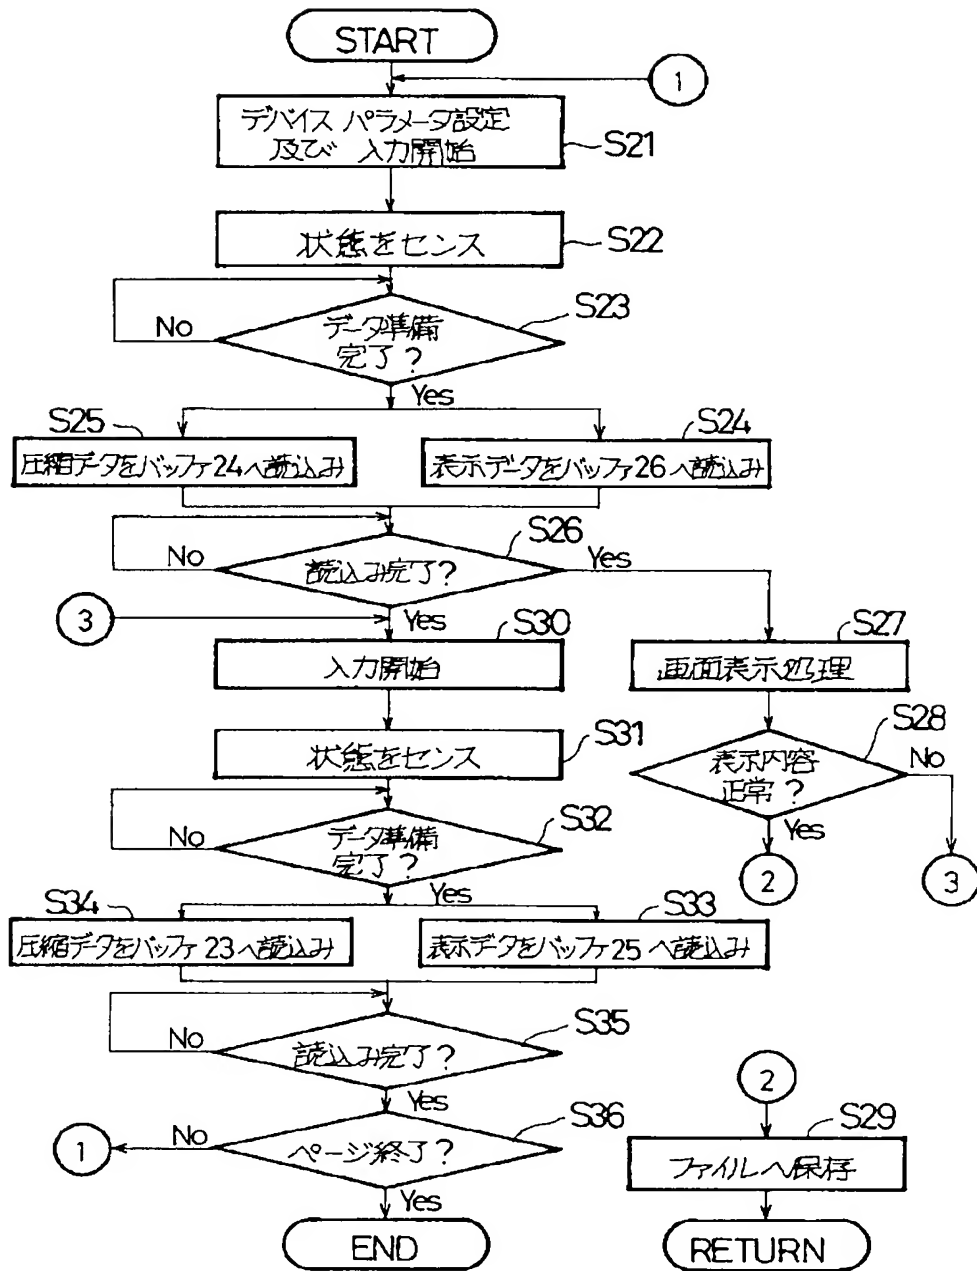 START
1
デバイス パラメータ設定
及び 入力開始
S21
状態をセンス
S22
S23
No
データ準備
完了?
Yes
S25
S24
圧縮データをバッファ24へ読込み
表示データをバッファ26へ読込み
S26
No
読込み完了?
Yes
3
Yes
S30
S27
入力開始
画面表示処理
S31
S28
状態をセンス
表示内容
正常?
No
Yes
S32
No
データ準備
完了?
2
3
Yes
S34
S33
圧縮データをバッファ23へ読込み
表示データをバッファ25へ読込み
S35
No
読込み完了?
2
Yes
S36
1
No
ページ終了?
S29
ファイルへ保存
Yes
END
RETURN